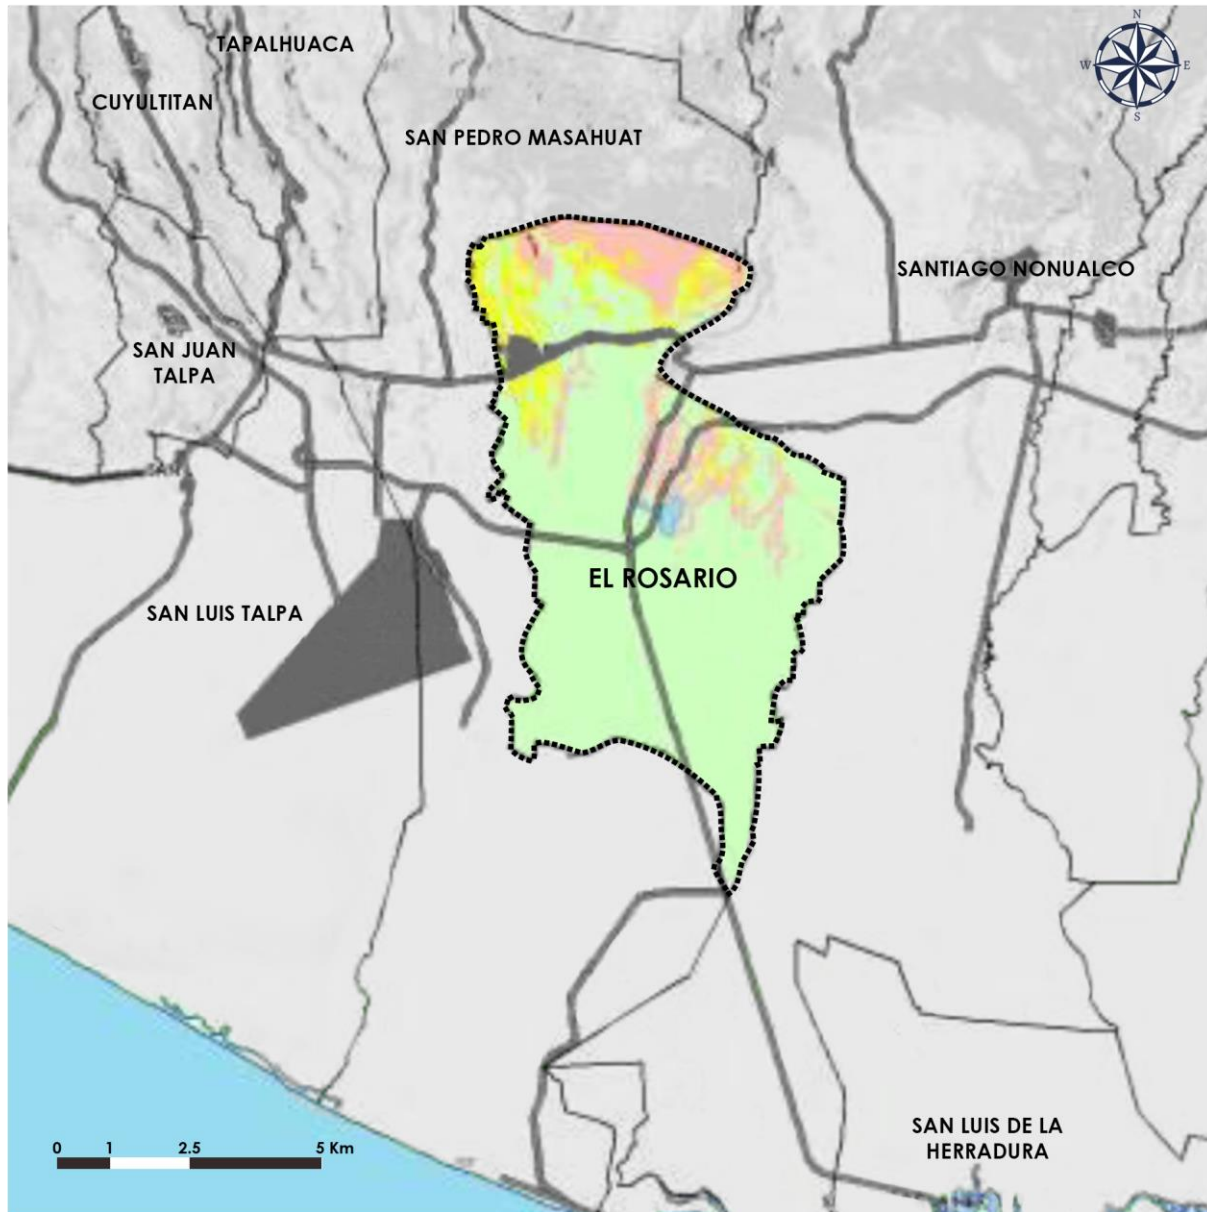 TAPALHUACA
CUYULTITAN
SAN PEDRO MASAHUAT
N
W
E
S
SANTIAGO NONUALCO
SAN JUAN
TALPA
EL ROSARIO
SAN LUIS TALPA
SAN LUIS DE LA
HERRADURA
0 1 2.5 5 Km